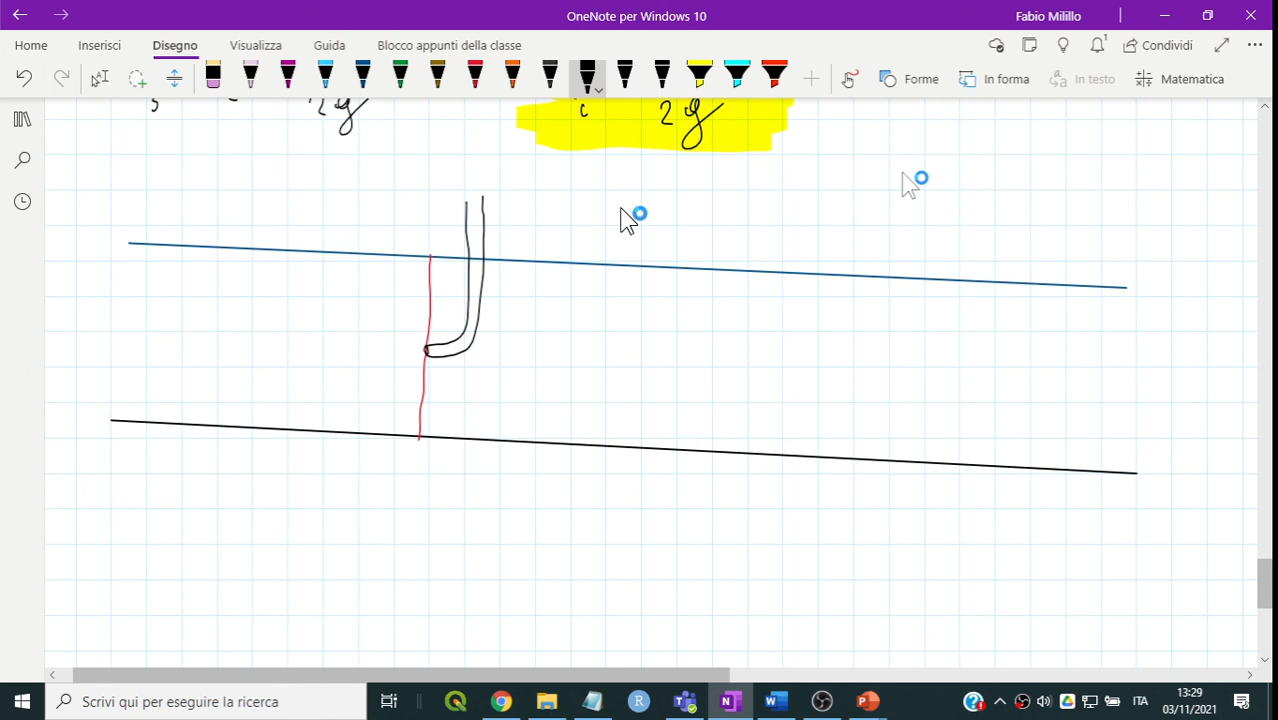 OneNote per Windows 10
Fabio Milillo
Home Inserisci Disegno Visualizza Guida Blocco appunti della classe
Condividi
Forme In forma In testo Matematica
2g
2g
Scrivi qui per eseguire la ricerca
ITA
13:29
03/11/2021